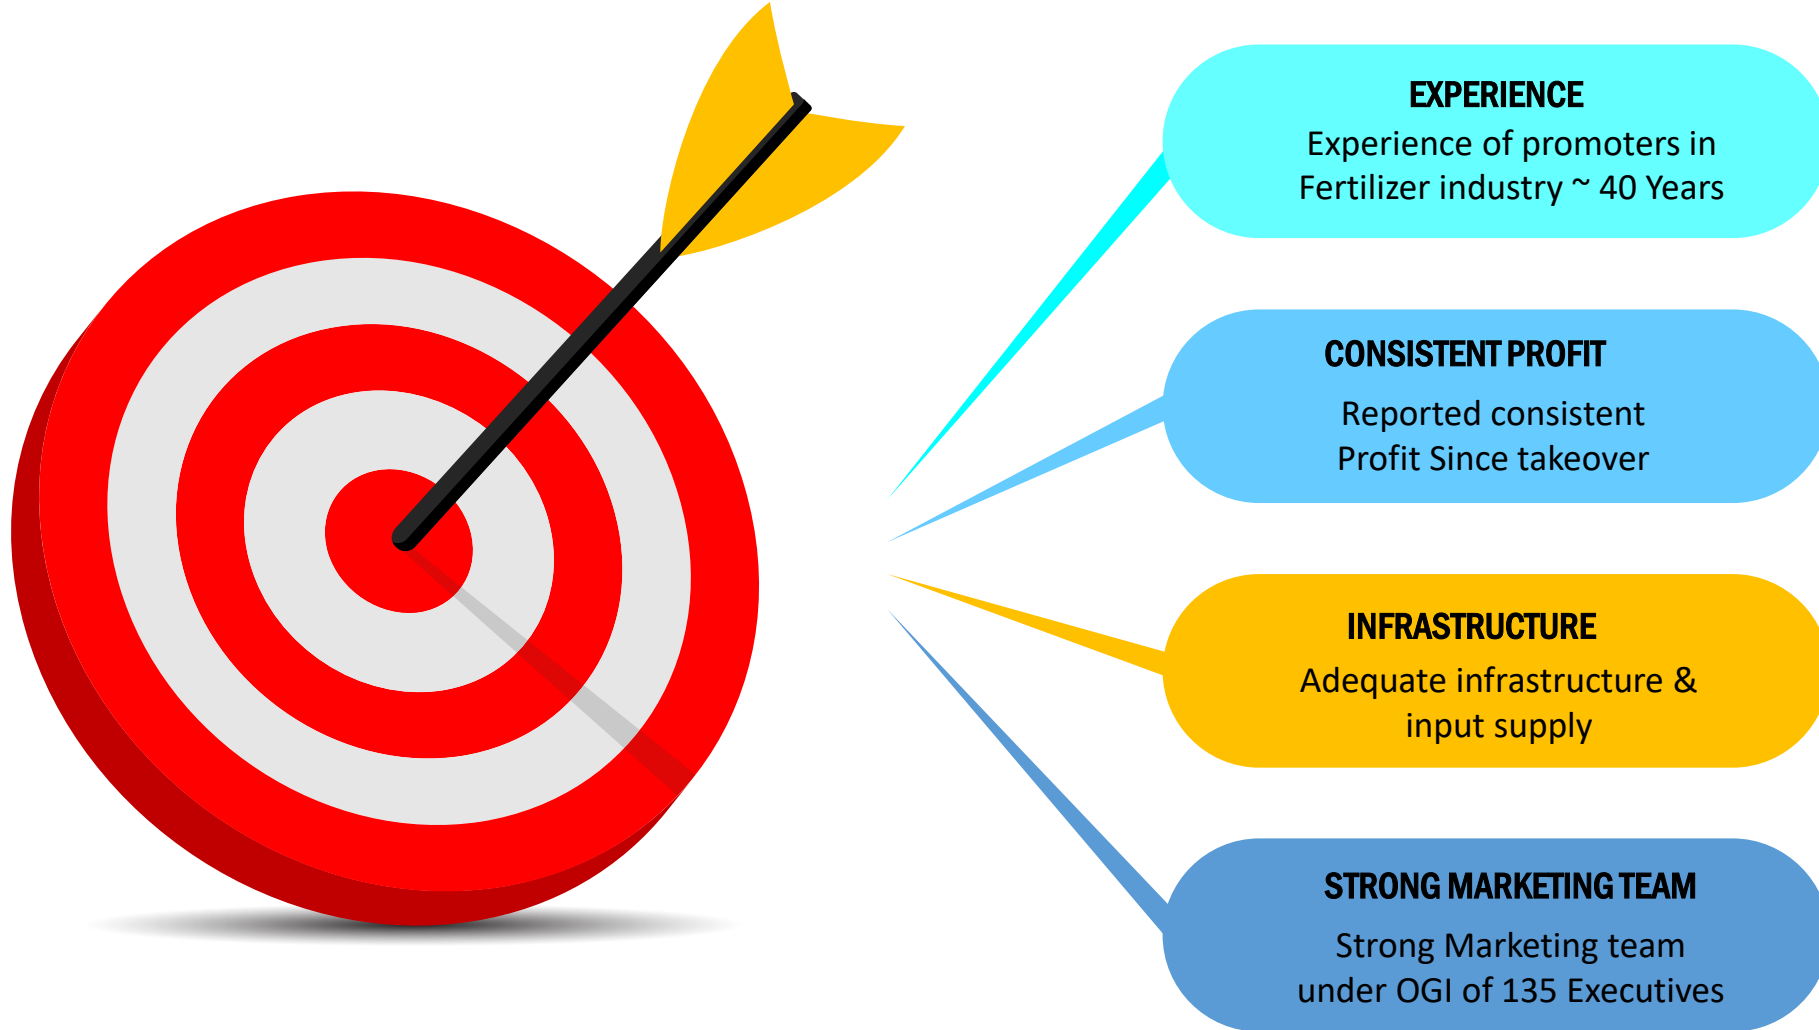 EXPERIENCE
Experience of promoters in
Fertilizer industry ~ 40 Years
CONSISTENT PROFIT
Reported consistent
Profit Since takeover
INFRASTRUCTURE
Adequate infrastructure &
input supply
STRONG MARKETING TEAM
Strong Marketing team
under OGI of 135 Executives